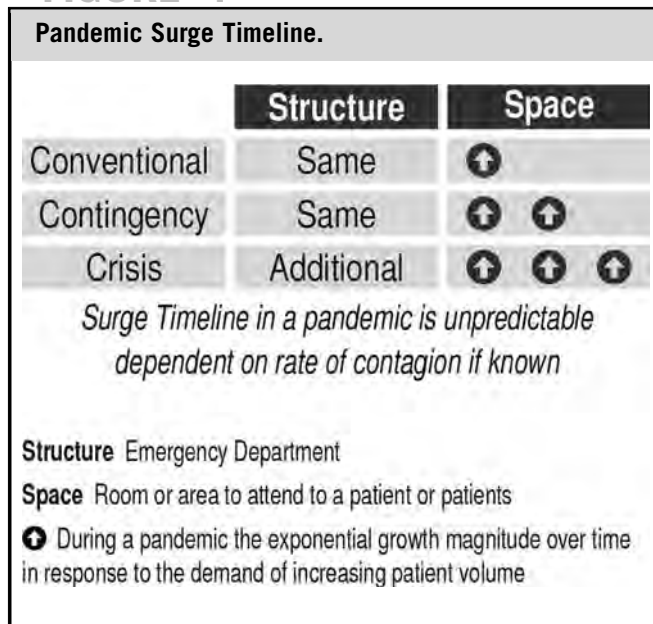 Pandemic Surge Timeline.
Structure Space
Conventional Same
Contingency Same
Crisis Additional
Surge Timeline in a pandemic is unpredictable
dependent on rate of contagion if known
Structure Emergency Department
Space Room or area to attend to a patient or patients
During a pandemic the exponential growth magnitude over time
in response to the demand of increasing patient volume